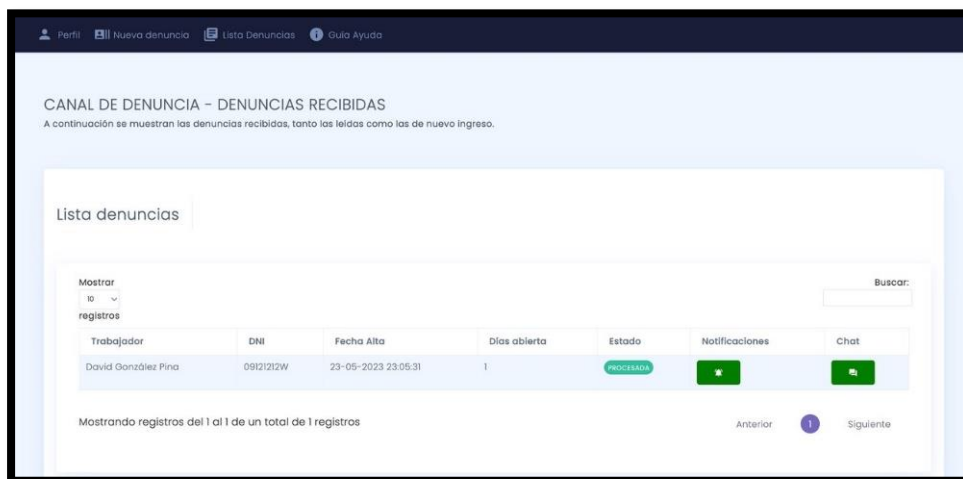 Perfil Nueva denuncia Lista Denuncias Guia Ayuda
CANAL DE DENUNCIA - DENUNCIAS RECIBIDAS
A continuación se muestran las denuncias recibidas, tanto las leidas como las de nuevo ingreso.
Lista denuncias
Mostrar
10
registros
Buscar:
Trabajador DNI Fecha Alta Dias abierta Estado Notificaciones Chat
David González Pina 09121212W 23-05-2023 23:05:31 1 PROCESADA
Mostrando registros del 1 al 1 de un total de 1 registros
Anterior 1 Siguiente